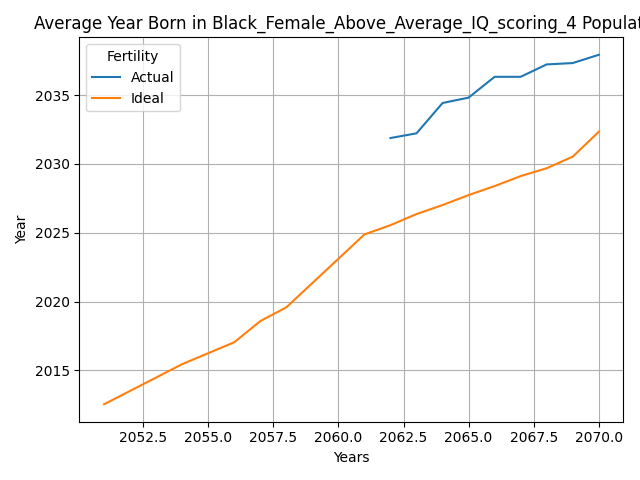 Average Year Born in Black_Female_Above_Average_IQ_scoring_4 Populat
Fertility
Actual
Ideal
Year
2035
2030
2025
2020
2015
2052.5 2055.0 2057.5 2060.0 2062.5 2065.0 2067.5 2070.0
Years